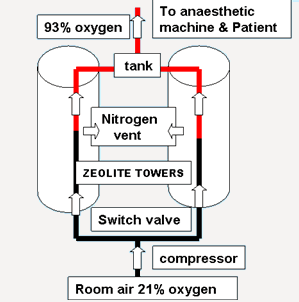 To anaesthetic
machine & Patient
93% oxygen
tank
Nitrogen
vent
ZEOLITE TOWERS
Switch valve
compressor
Room air 21% oxygen